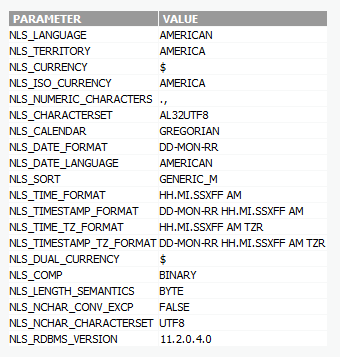 PARAMETER VALUE
NLS_LANGUAGE AMERICAN
NLS_TERRITORY AMERICA
NLS_CURRENCY $
NLS_ISO_CURRENCY AMERICA
NLS_NUMERIC_CHARACTERS .,
NLS_CHARACTERSET AL32UTF8
NLS_CALENDAR GREGORIAN
NLS_DATE_FORMAT DD-MON-RR
NLS_DATE_LANGUAGE AMERICAN
NLS_SORT GENERIC_M
NLS_TIME_FORMAT HH.MI.SSXFF AM
NLS_TIMESTAMP_FORMAT DD-MON-RR HH.MI.SSXFF AM
NLS_TIME_TZ_FORMAT HH.MI.SSXFF AM TZR
NLS_TIMESTAMP_TZ_FORMAT DD-MON-RR HH.MI.SSXFF AM TZR
NLS_DUAL_CURRENCY $
NLS_COMP BINARY
NLS_LENGTH_SEMANTICS BYTE
NLS_NCHAR_CONV_EXCP FALSE
NLS_NCHAR_CHARACTERSET UTF8
NLS_RDBMS_VERSION 11.2.0.4.0